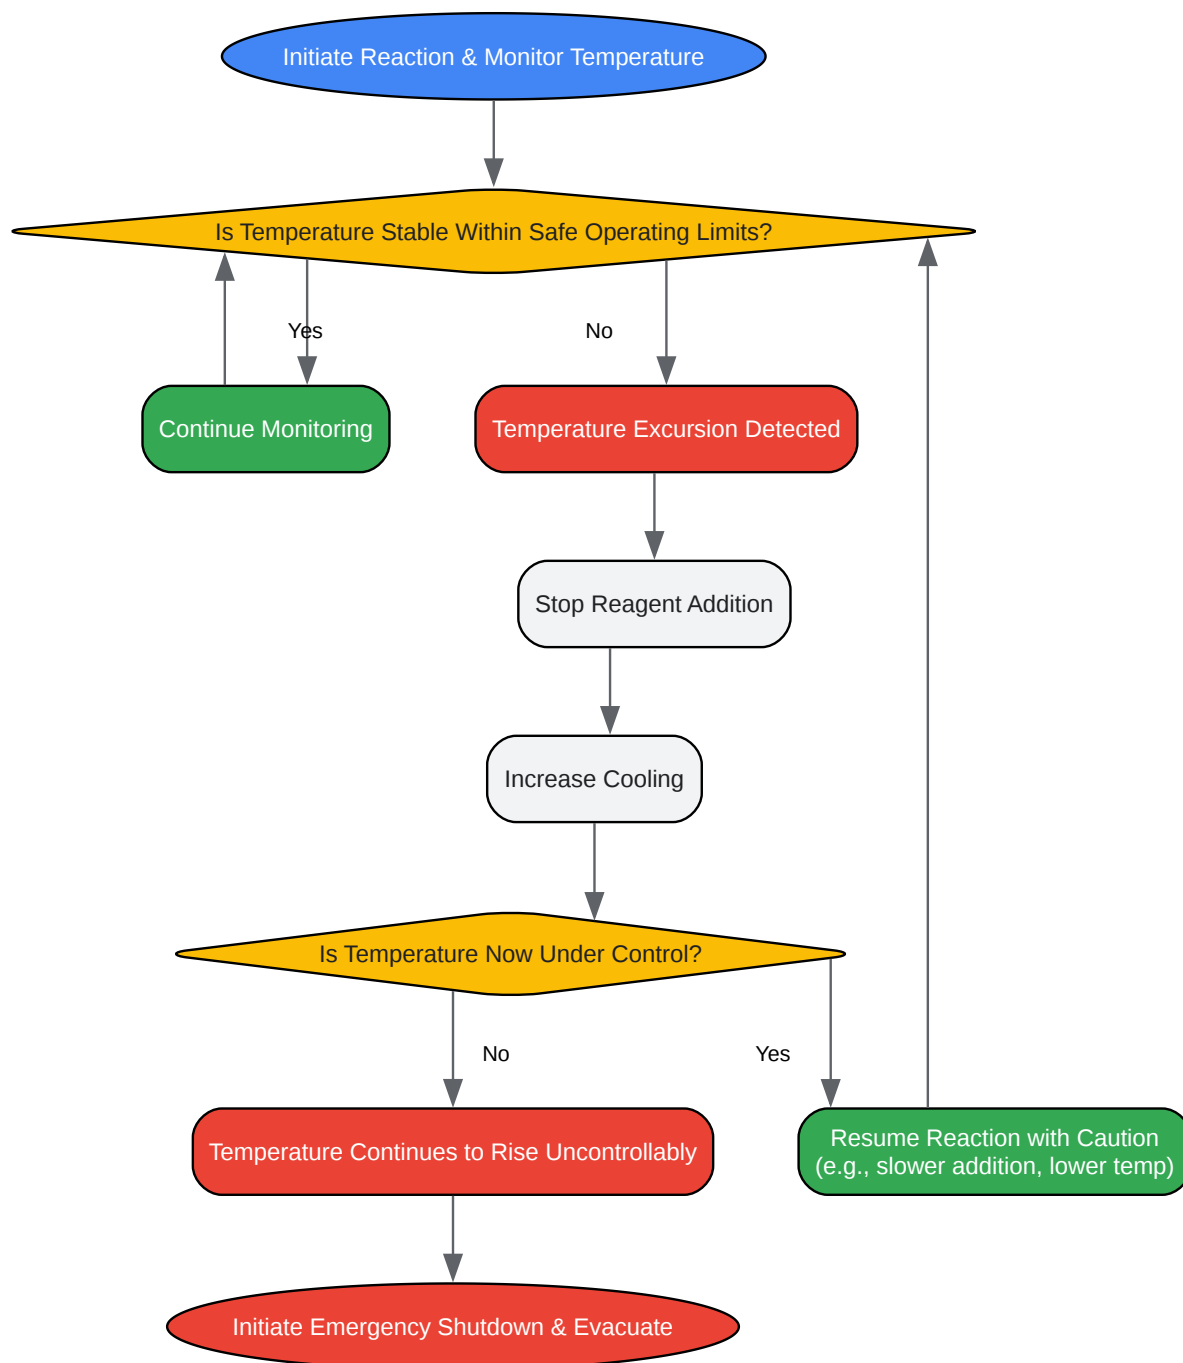 Initiate Reaction & Monitor Temperature
Is Temperature Stable Within Safe Operating Limits?
Yes
No
Continue Monitoring
Temperature Excursion Detected
Stop Reagent Addition
Increase Cooling
Is Temperature Now Under Control?
No
Yes
Temperature Continues to Rise Uncontrollably
Resume Reaction with Caution
(e.g., slower addition, lower temp)
Initiate Emergency Shutdown & Evacuate